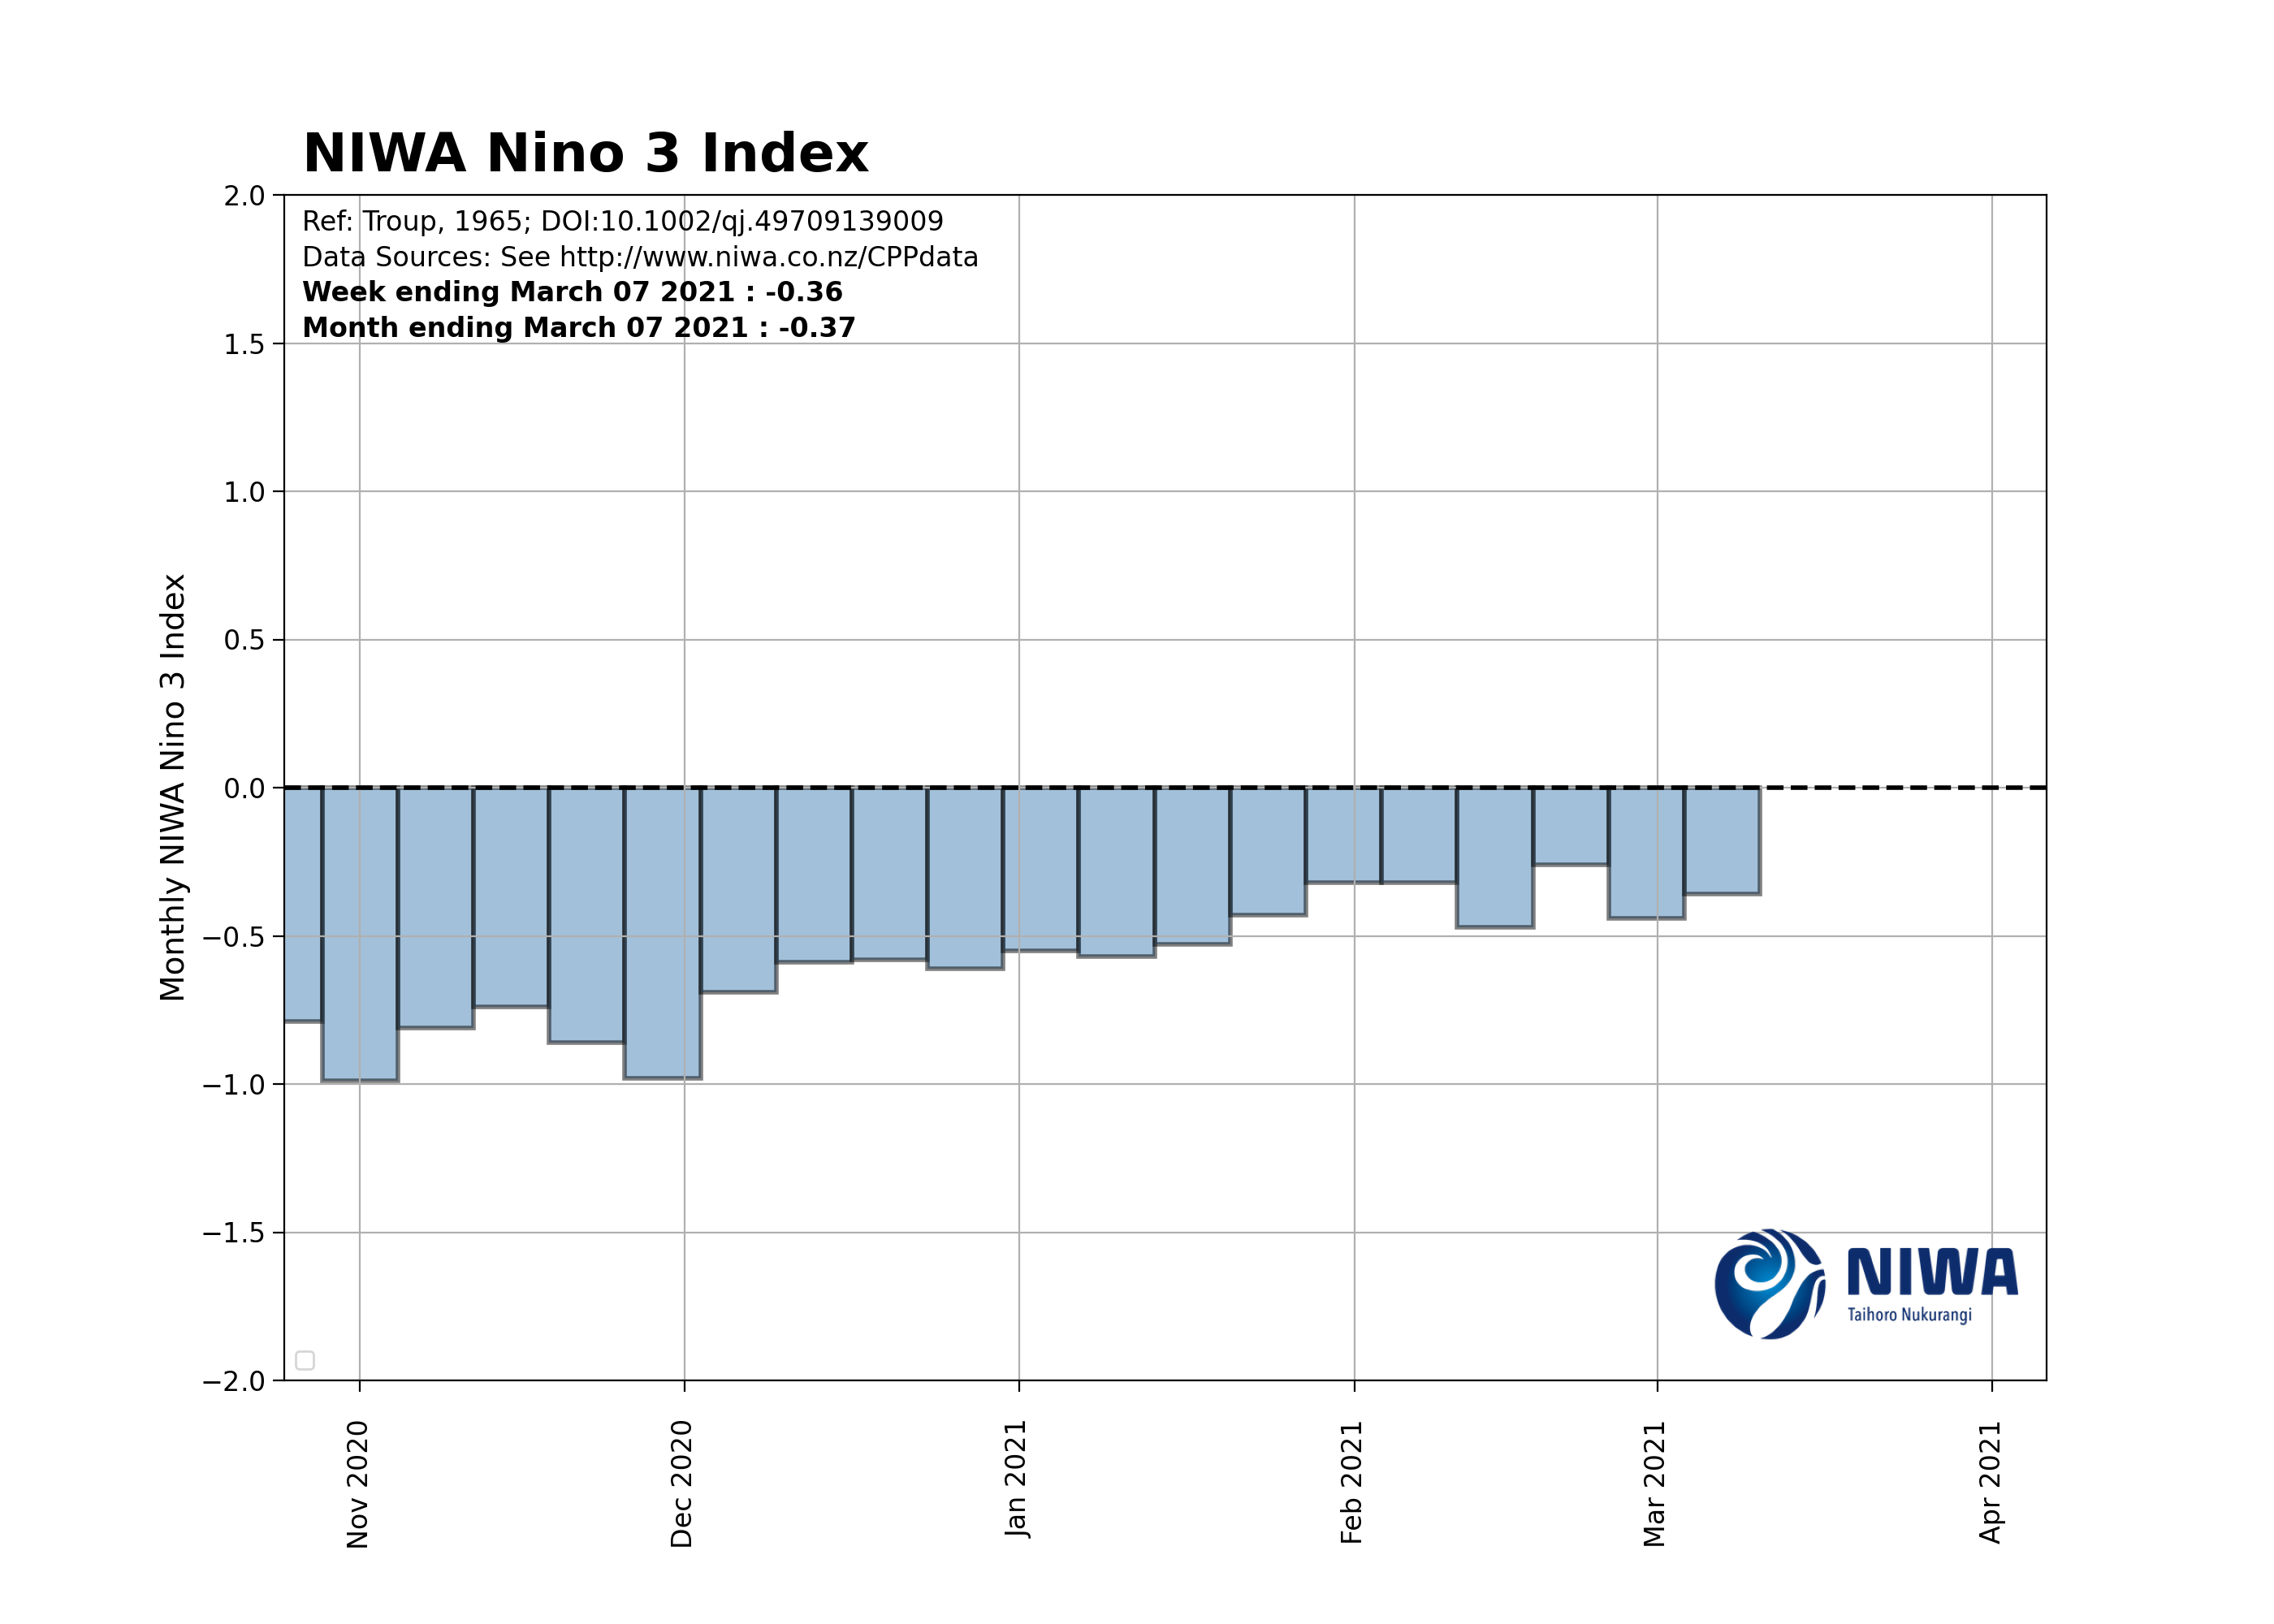 NIWA Nino 3 Index
Ref: Troup, 1965; DOI:10.1002/qj.49709139009
Data Sources: See http://www.niwa.co.nz/CPPdata
Week ending March 07 2021 : -0.36
Month ending March 07 2021 : -0.37
Monthly NIWA Nino 3 Index
2.0
1.5
1.0
0.5
0.0
−0.5
−1.0
−1.5
−2.0
NIWA
Taihoro Nukurangi
Nov 2020
Dec 2020
Jan 2021
Feb 2021
Mar 2021
Apr 2021